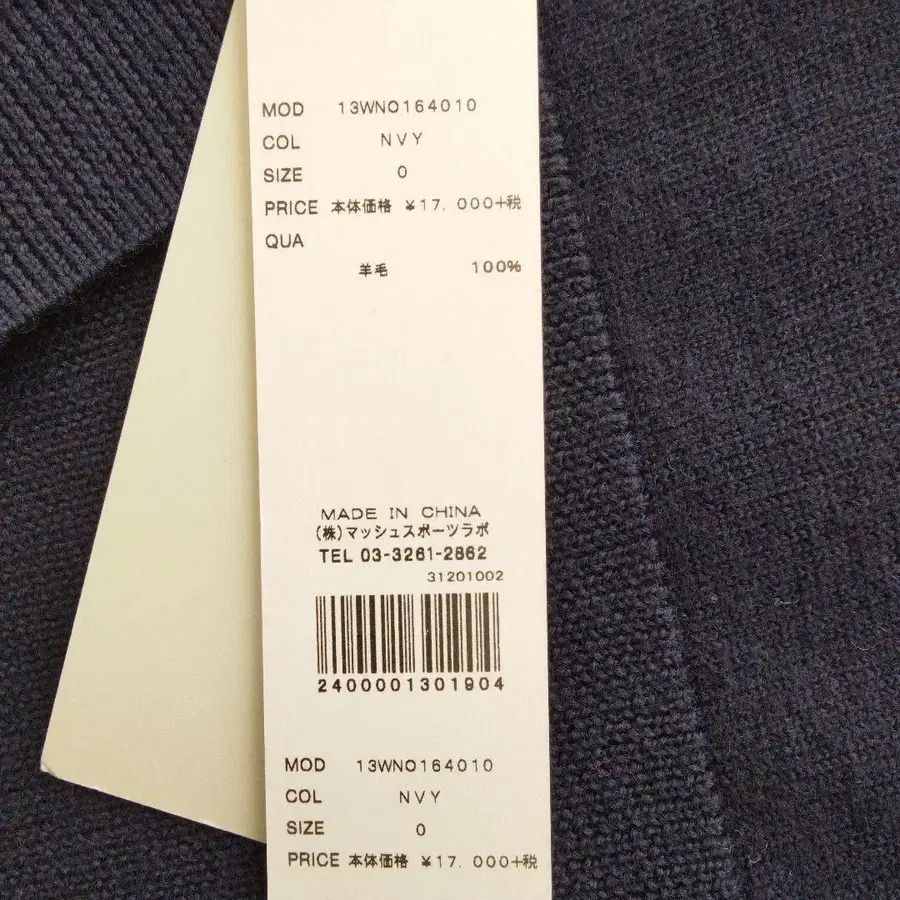 MOD 13WNO164010
COL NVY
SIZE 0
PRICE 本体価格 ¥17,000+税
QUA
羊毛 100%
MADE IN CHINA
(株)マッシュスポーツラボ
TEL 03-3261-2862
31201002
2400001301904
MOD 13WNO164010
COL NVY
SIZE 0
PRICE 本体価格 ¥17,000+税